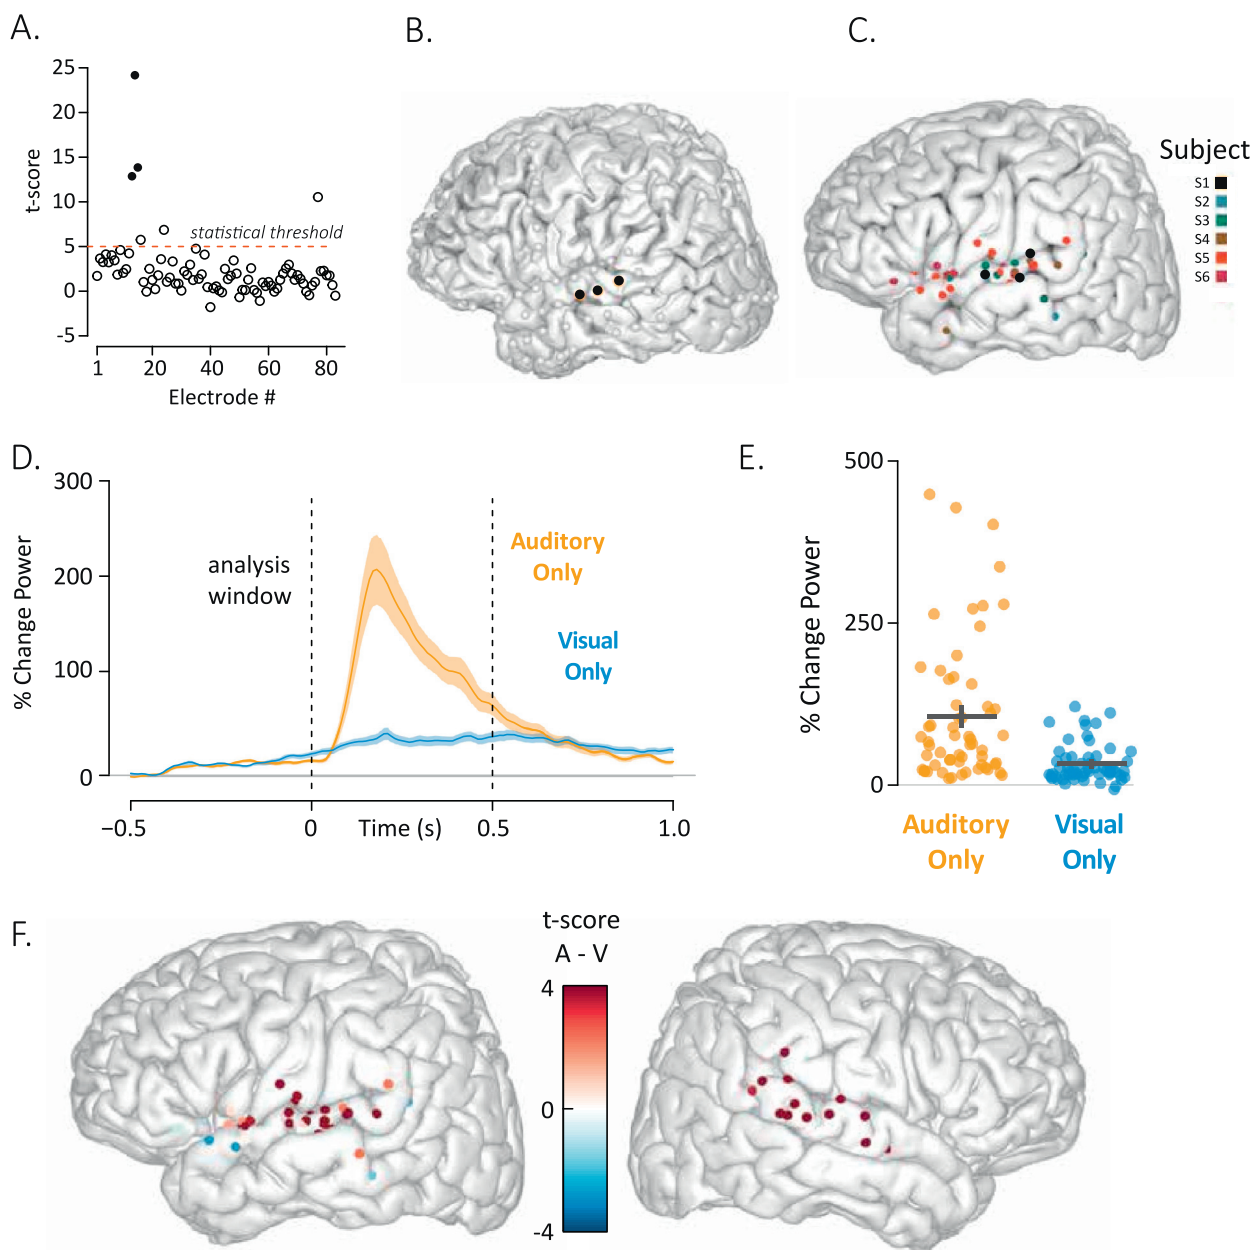 A.
25
20
15
10
5
0
-5
t-score
statistical threshold
1
20
40
60
80
Electrode #
B.
C.
Subject
S1
S2
S3
S4
S5
S6
D.
300
200
100
0
% Change Power
analysis
window
Auditory
Only
Visual
Only
−0.5
0
Time (s)
0.5
1.0
E.
500
250
0
% Change Power
Auditory
Only
Visual
Only
F.
t-score
A - V
4
0
-4